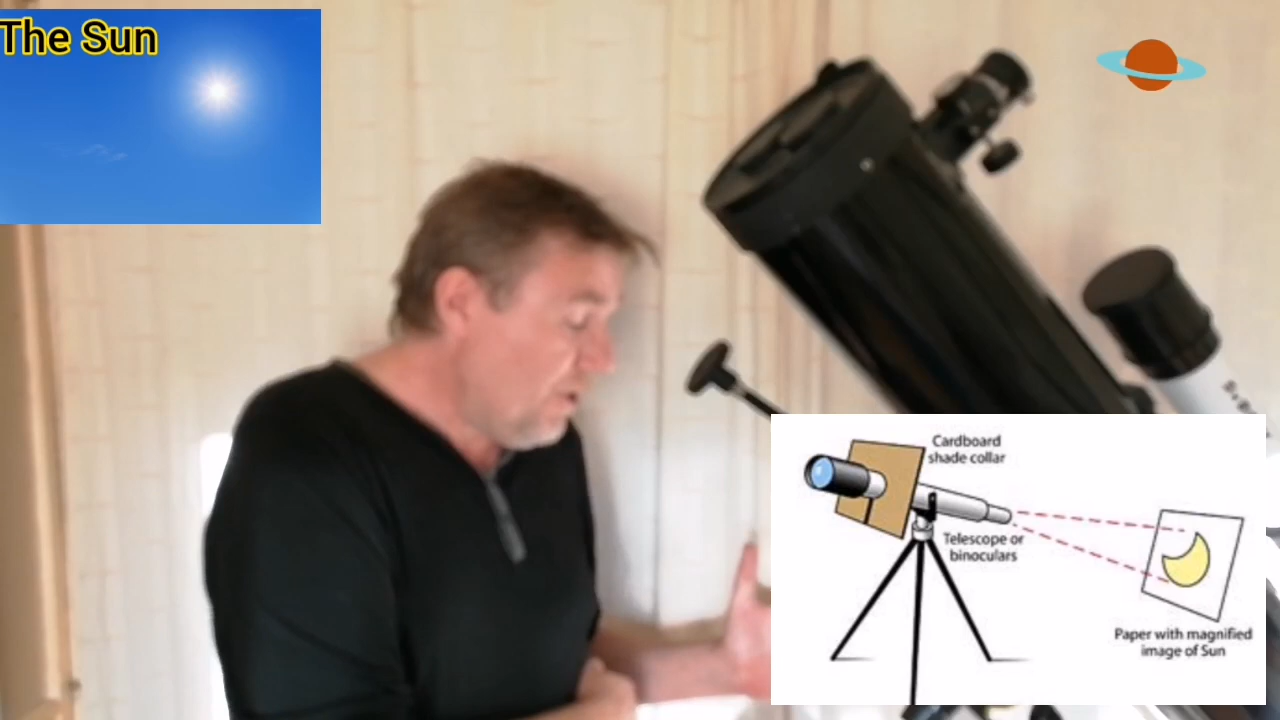 The Sun
Cardboard
shade collar
Telescope or
binoculars
Paper with magnified
image of Sun